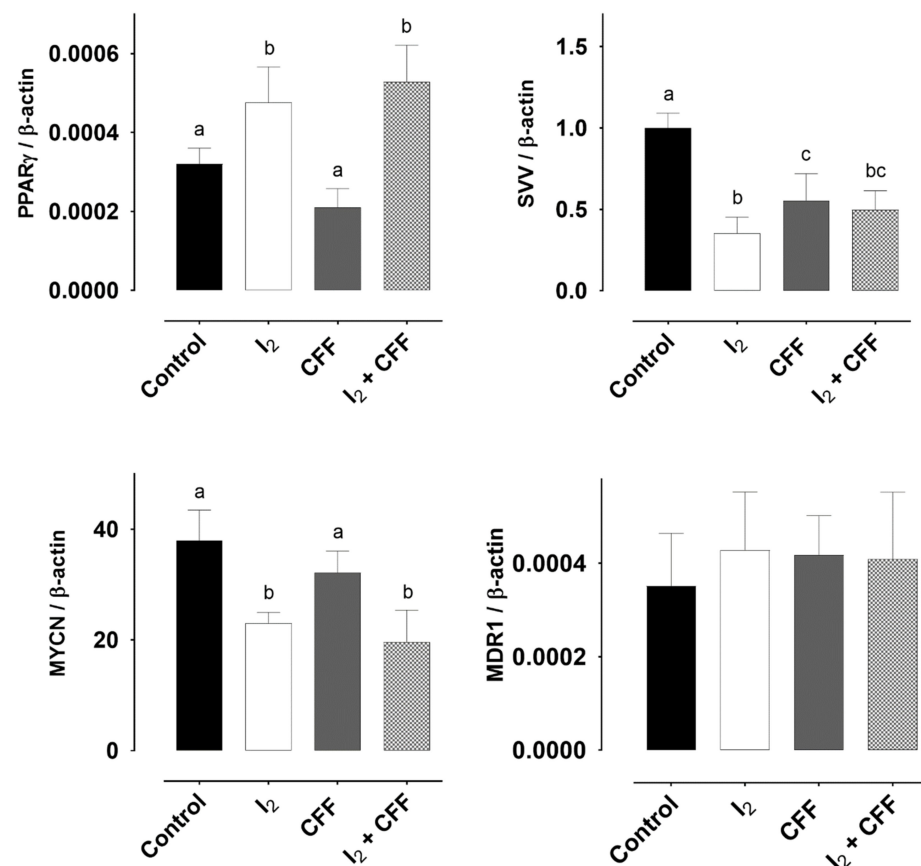 PPARγ / β-actin
0.0006
0.0004
0.0002
0.0000
b
b
a
a
Control
I₂
CFF
I₂ + CFF
SVV / β-actin
1.5
1.0
0.5
0.0
a
b
c
bc
Control
I₂
CFF
I₂ + CFF
MYCN / β-actin
40
20
0
a
b
a
b
Control
I₂
CFF
I₂ + CFF
MDR1 / β-actin
0.0004
0.0002
0.0000
Control
I₂
CFF
I₂ + CFF